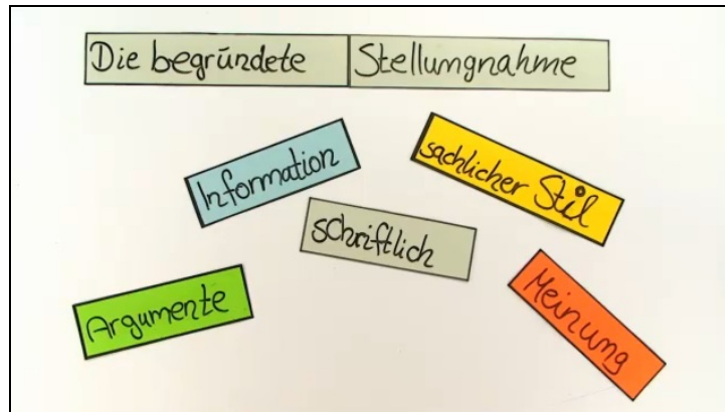 Die begründete Stellungnahme
Information
sachlicher Stil
schriftlich
Argumente
Meinung